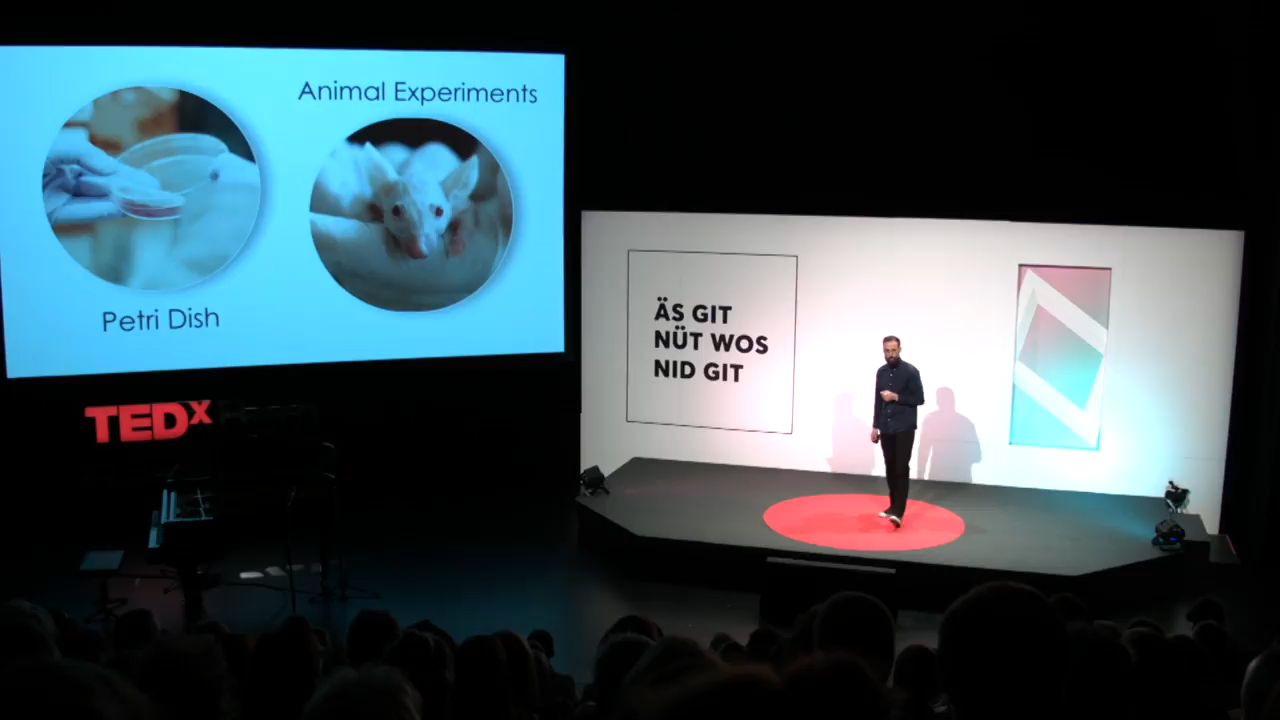 Animal Experiments
Petri Dish
TEDx
ÄS GIT
NÜT WOS
NID GIT